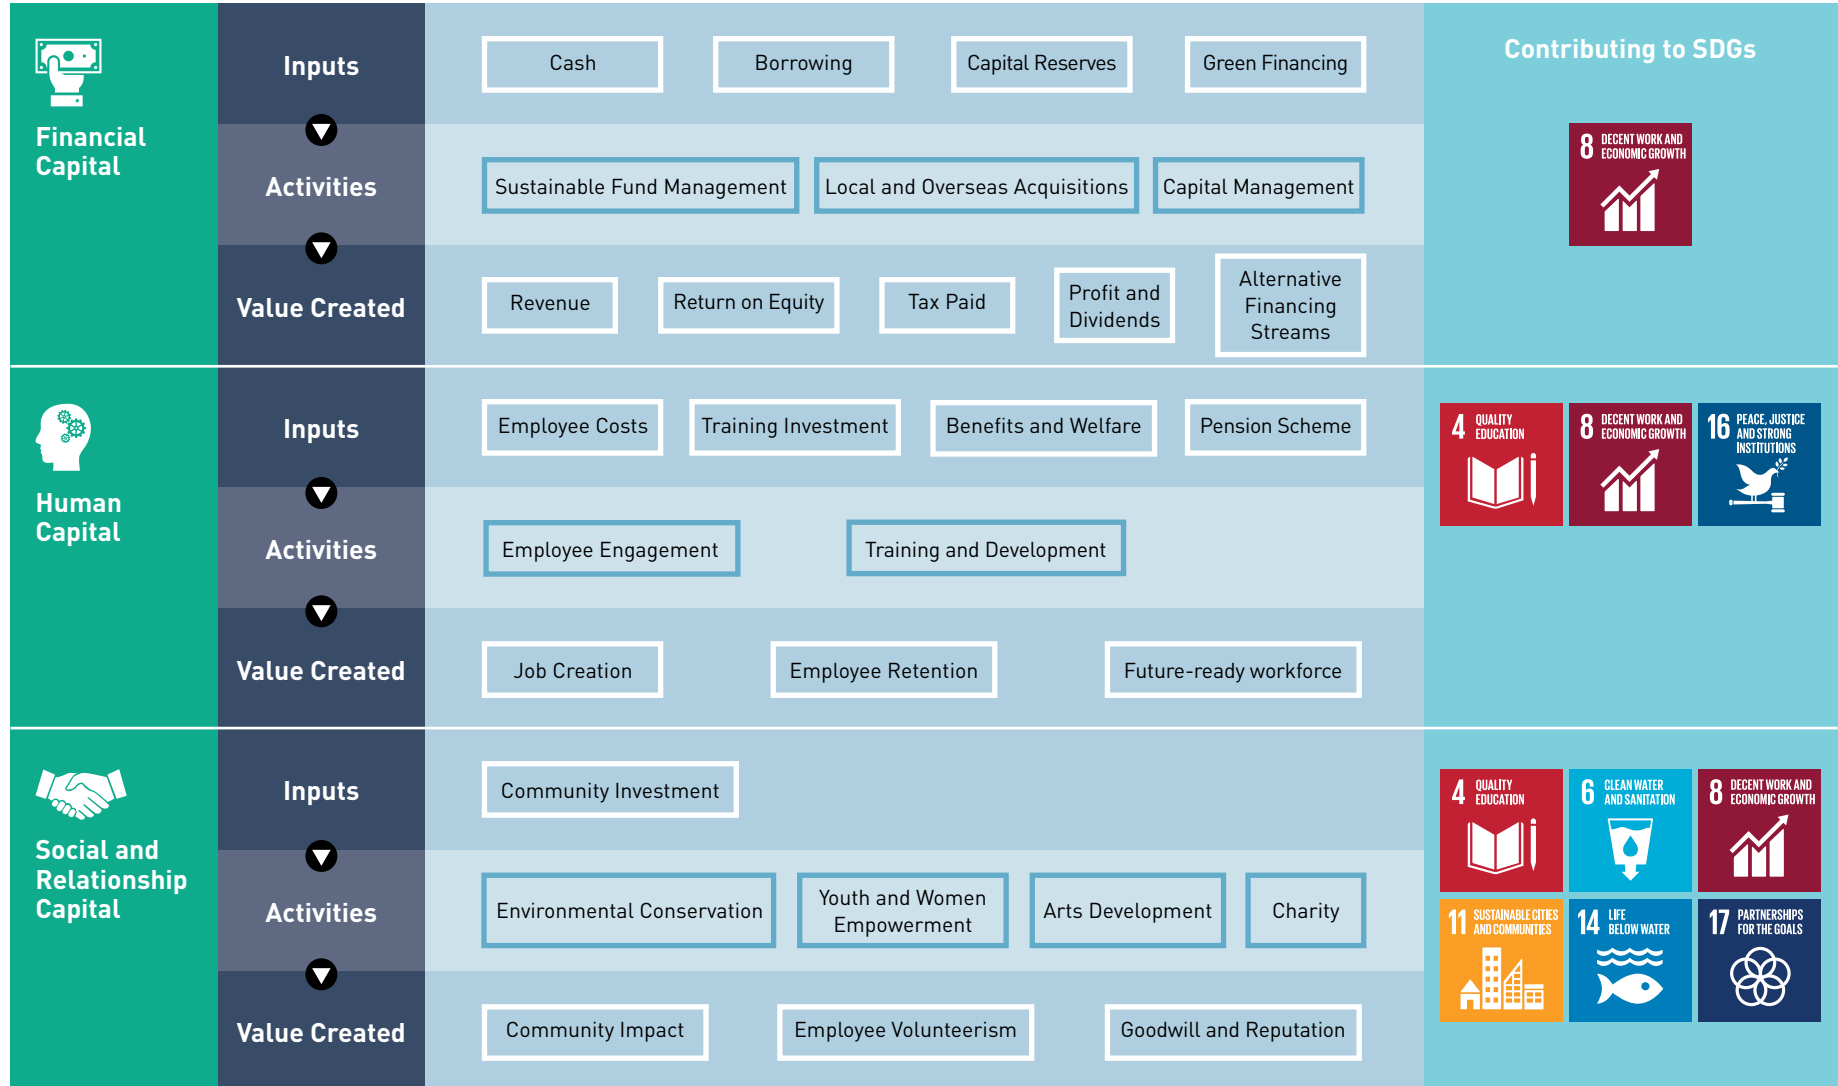 Financial
Capital
Inputs
Cash
Borrowing
Capital Reserves
Green Financing
Activities
Sustainable Fund Management
Local and Overseas Acquisitions
Capital Management
Value Created
Revenue
Return on Equity
Tax Paid
Profit and
Dividends
Alternative
Financing
Streams
Contributing to SDGs
8 DECENT WORK AND
ECONOMIC GROWTH
Human
Capital
Inputs
Employee Costs
Training Investment
Benefits and Welfare
Pension Scheme
Activities
Employee Engagement
Training and Development
Value Created
Job Creation
Employee Retention
Future-ready workforce
4 QUALITY
EDUCATION
8 DECENT WORK AND
ECONOMIC GROWTH
16 PEACE, JUSTICE
AND STRONG
INSTITUTIONS
Social and
Relationship
Capital
Inputs
Community Investment
Activities
Environmental Conservation
Youth and Women
Empowerment
Arts Development
Charity
Value Created
Community Impact
Employee Volunteerism
Goodwill and Reputation
4 QUALITY
EDUCATION
6 CLEAN WATER
AND SANITATION
8 DECENT WORK AND
ECONOMIC GROWTH
11 SUSTAINABLE CITIES
AND COMMUNITIES
14 LIFE
BELOW WATER
17 PARTNERSHIPS
FOR THE GOALS